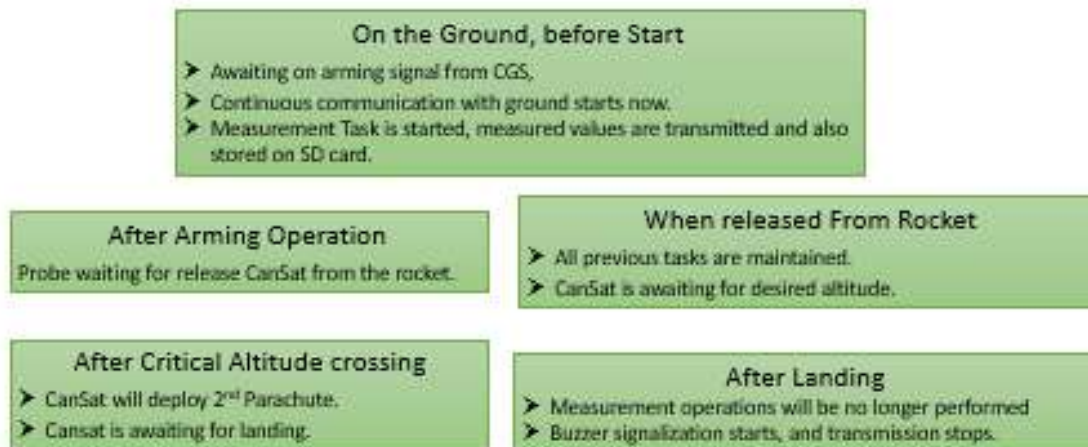 On the Ground, before Start
➤ Awaiting on arming signal from CGS,
➤ Continuous communication with ground starts now.
➤ Measurement Task is started, measured values are transmitted and also
stored on SD card.
After Arming Operation
Probe waiting for release CanSat from the rocket.
When released From Rocket
➤ All previous tasks are maintained.
➤ CanSat is awaiting for desired altitude.
After Critical Altitude crossing
➤ CanSat will deploy 2nd Parachute.
➤ Cansat is awaiting for landing.
After Landing
➤ Measurement operations will be no longer performed
➤ Buzzer signalization starts, and transmission stops.